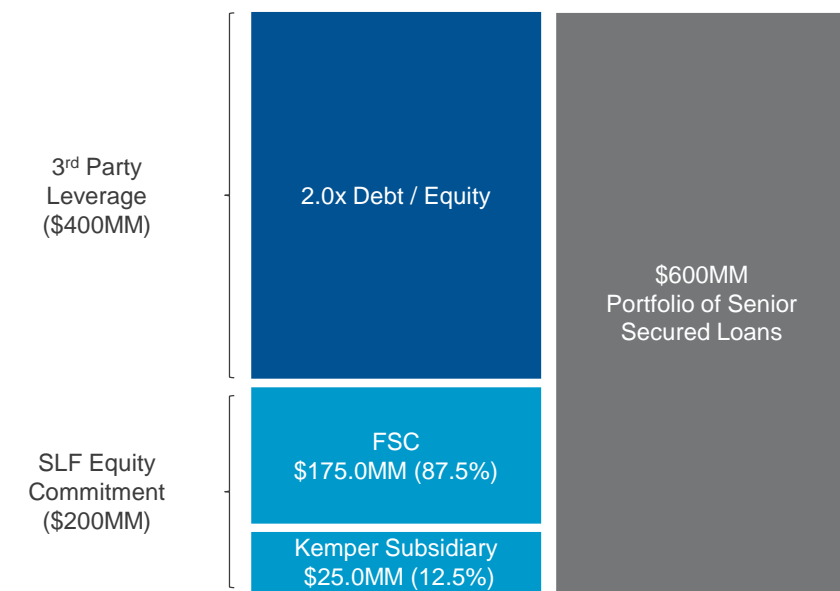 3rd Party
Leverage
($400MM)
2.0x Debt / Equity
$600MM
Portfolio of Senior
Secured Loans
SLF Equity
Commitment
($200MM)
FSC
$175.0MM (87.5%)
Kemper Subsidiary
$25.0MM (12.5%)